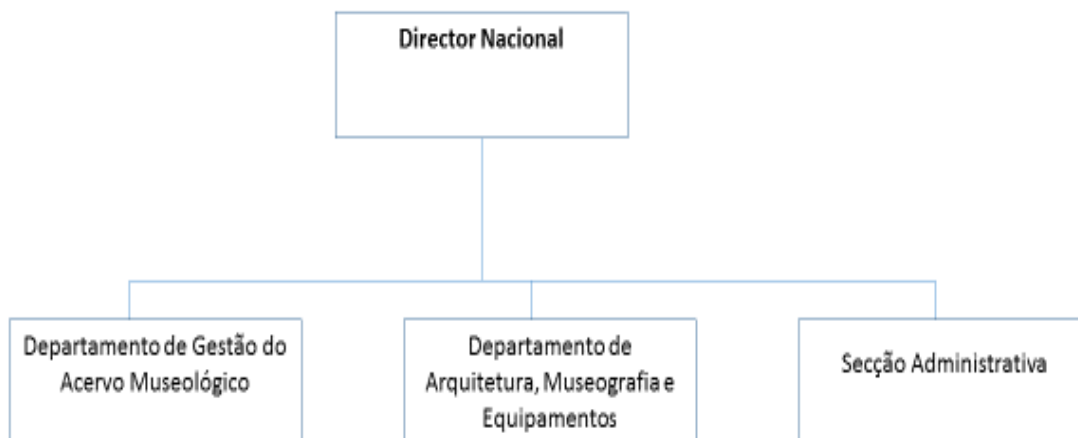 Director Nacional
Departamento de Gestão do
Acervo Museológico
Departamento de
Arquitetura, Museografia e
Equipamentos
Secção Administrativa